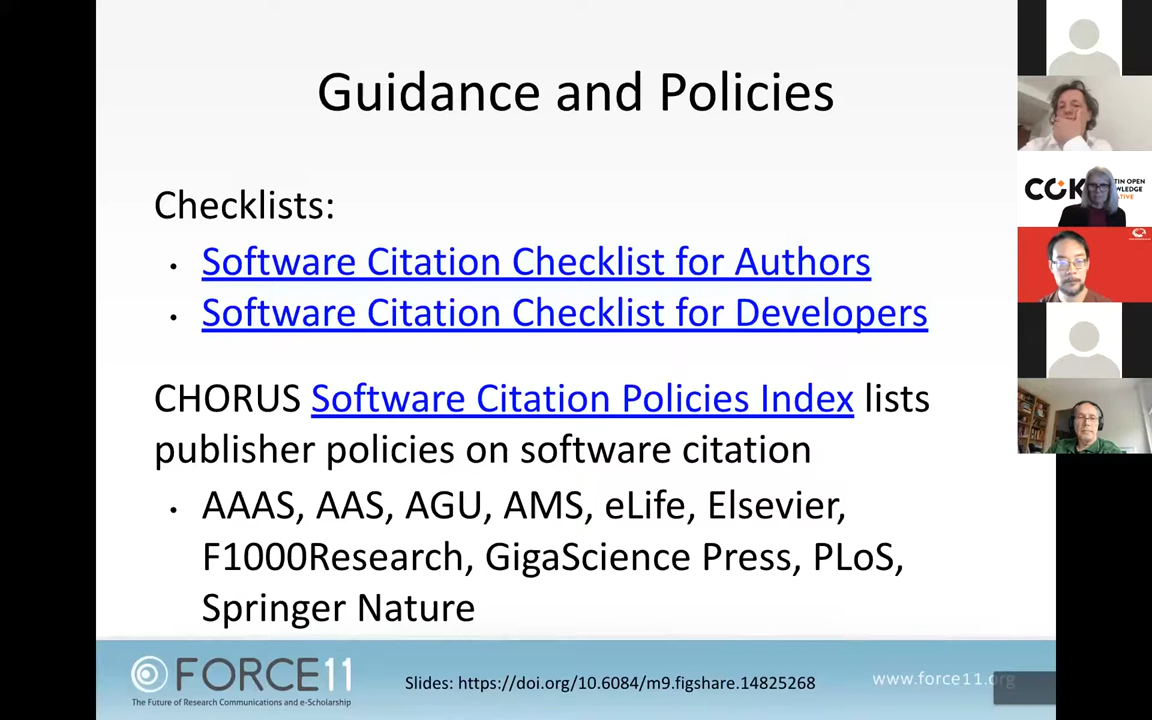 Guidance and Policies
Checklists:
• Software Citation Checklist for Authors
• Software Citation Checklist for Developers
CHORUS Software Citation Policies Index lists
publisher policies on software citation
• AAAS, AAS, AGU, AMS, eLife, Elsevier,
F1000Research, GigaScience Press, PLoS,
Springer Nature
FORCE11
The Future of Research Communications and e-Scholarship
Slides: https://doi.org/10.6084/m9.figshare.14825268
www.force11.org
TIN OPEN